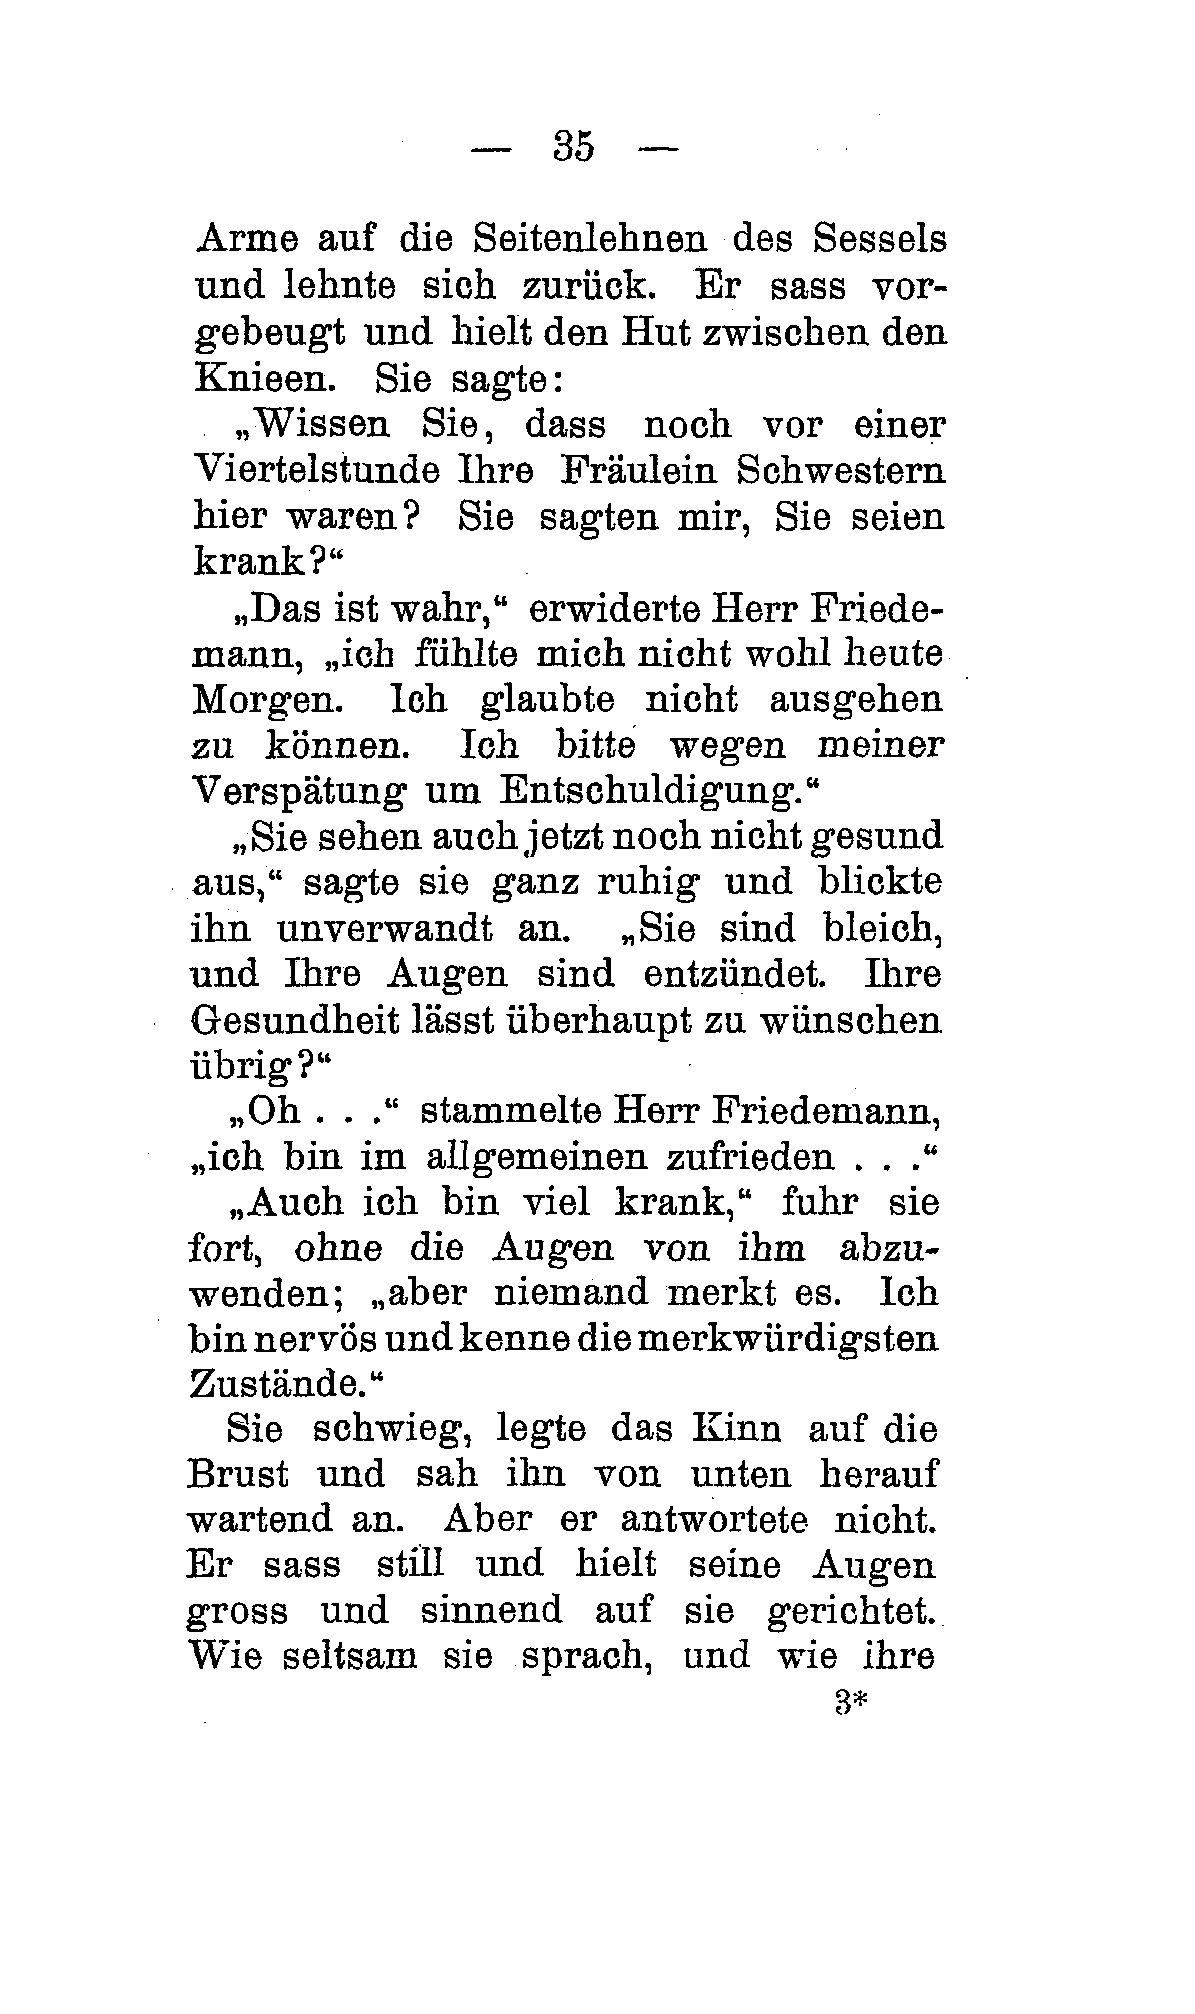 — 35 —
Arme auf die Seitenlehnen des Sessels
und lehnte sich zurück. Er sass vor-
gebeugt und hielt den Hut zwischen den
Knieen. Sie sagte:
„Wissen Sie, dass noch vor einer
Viertelstunde Ihre Fräulein Schwestern
hier waren? Sie sagten mir, Sie seien
krank?“
„Das ist wahr,“ erwiderte Herr Friede-
mann, „ich fühlte mich nicht wohl heute
Morgen. Ich glaubte nicht ausgehen
zu können. Ich bitte wegen meiner
Verspätung um Entschuldigung.“
„Sie sehen auch jetzt noch nicht gesund
aus,“ sagte sie ganz ruhig und blickte
ihn unverwandt an. „Sie sind bleich,
und Ihre Augen sind entzündet. Ihre
Gesundheit lässt überhaupt zu wünschen
übrig?“
„Oh . . .“ stammelte Herr Friedemann,
„ich bin im allgemeinen zufrieden . . .“
„Auch ich bin viel krank,“ fuhr sie
fort, ohne die Augen von ihm abzu-
wenden; „aber niemand merkt es. Ich
bin nervös und kenne die merkwürdigsten
Zustände.“
Sie schwieg, legte das Kinn auf die
Brust und sah ihn von unten herauf
wartend an. Aber er antwortete nicht.
Er sass still und hielt seine Augen
gross und sinnend auf sie gerichtet.
Wie seltsam sie sprach, und wie ihre
3*